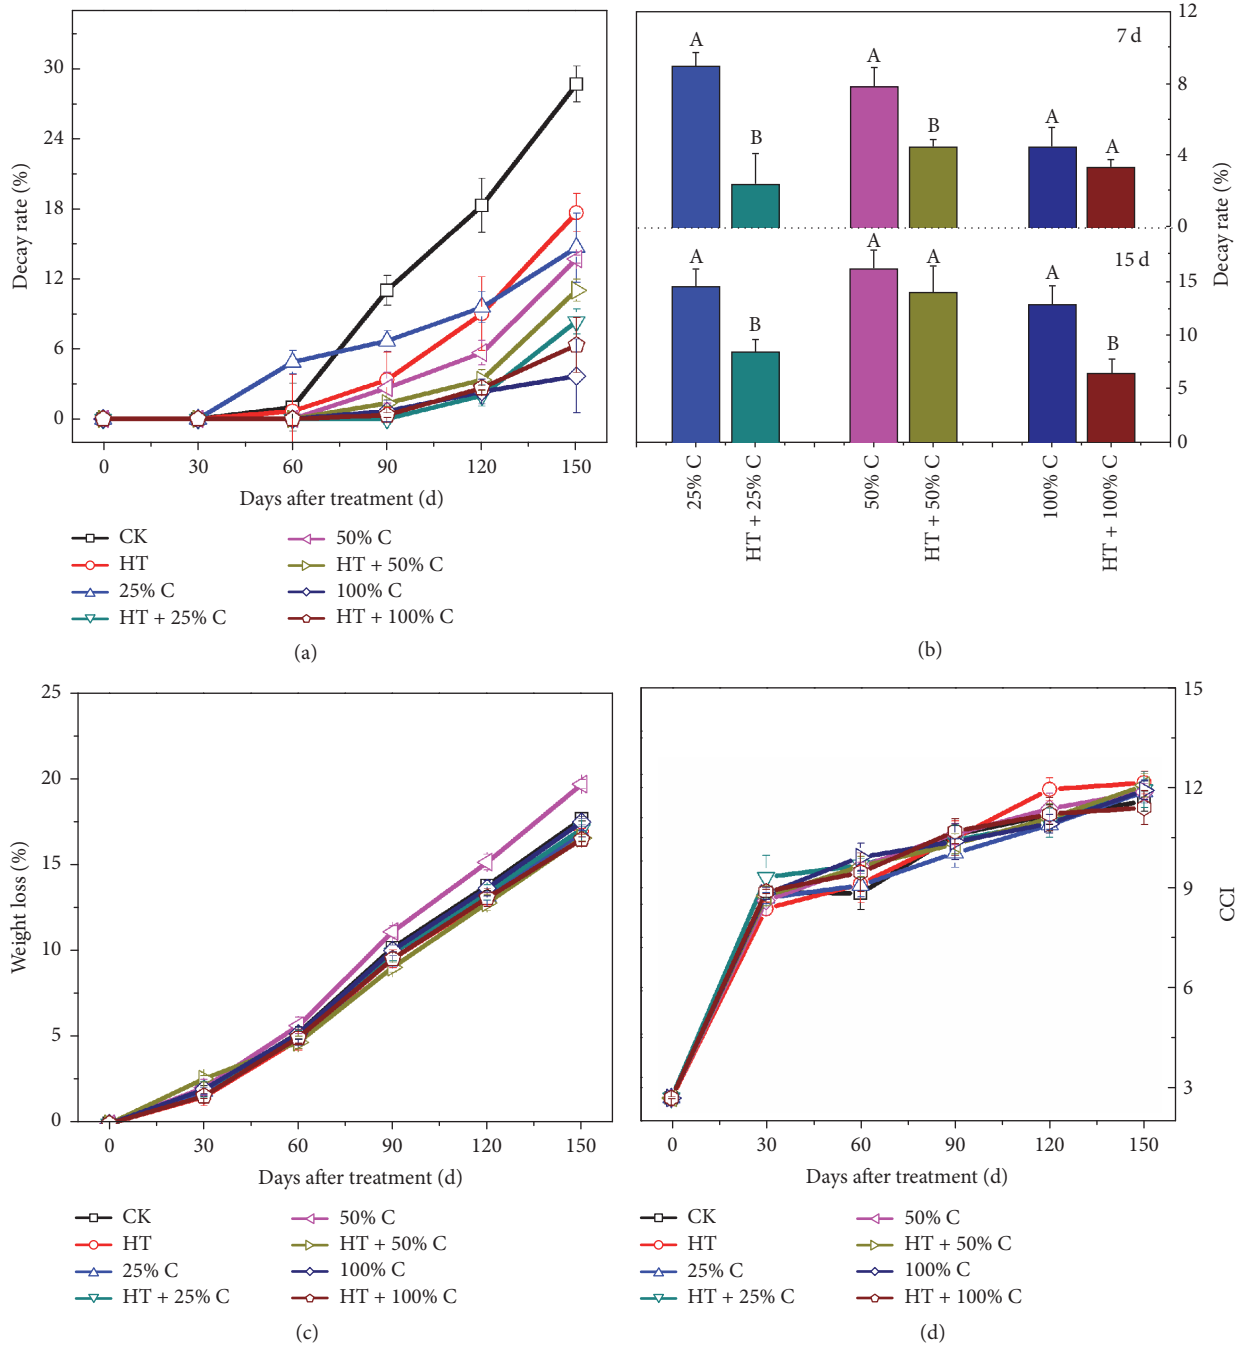 30
24
18
12
6
0
Decay rate (%)
0 30 60 90 120 150
Days after treatment (d)
CK
HT
25% C
HT + 25% C
50% C
HT + 50% C
100% C
HT + 100% C
(a)
12
8
4
0
7 d
A
B
A
B
A
A
15
10
5
0
15 d
A
B
A
A
A
B
Decay rate (%)
25% C
HT + 25% C
50% C
HT + 50% C
100% C
HT + 100% C
(b)
25
20
15
10
5
0
Weight loss (%)
0 30 60 90 120 150
Days after treatment (d)
CK
HT
25% C
HT + 25% C
50% C
HT + 50% C
100% C
HT + 100% C
(c)
15
12
9
6
3
CCI
0 30 60 90 120 150
Days after treatment (d)
CK
HT
25% C
HT + 25% C
50% C
HT + 50% C
100% C
HT + 100% C
(d)